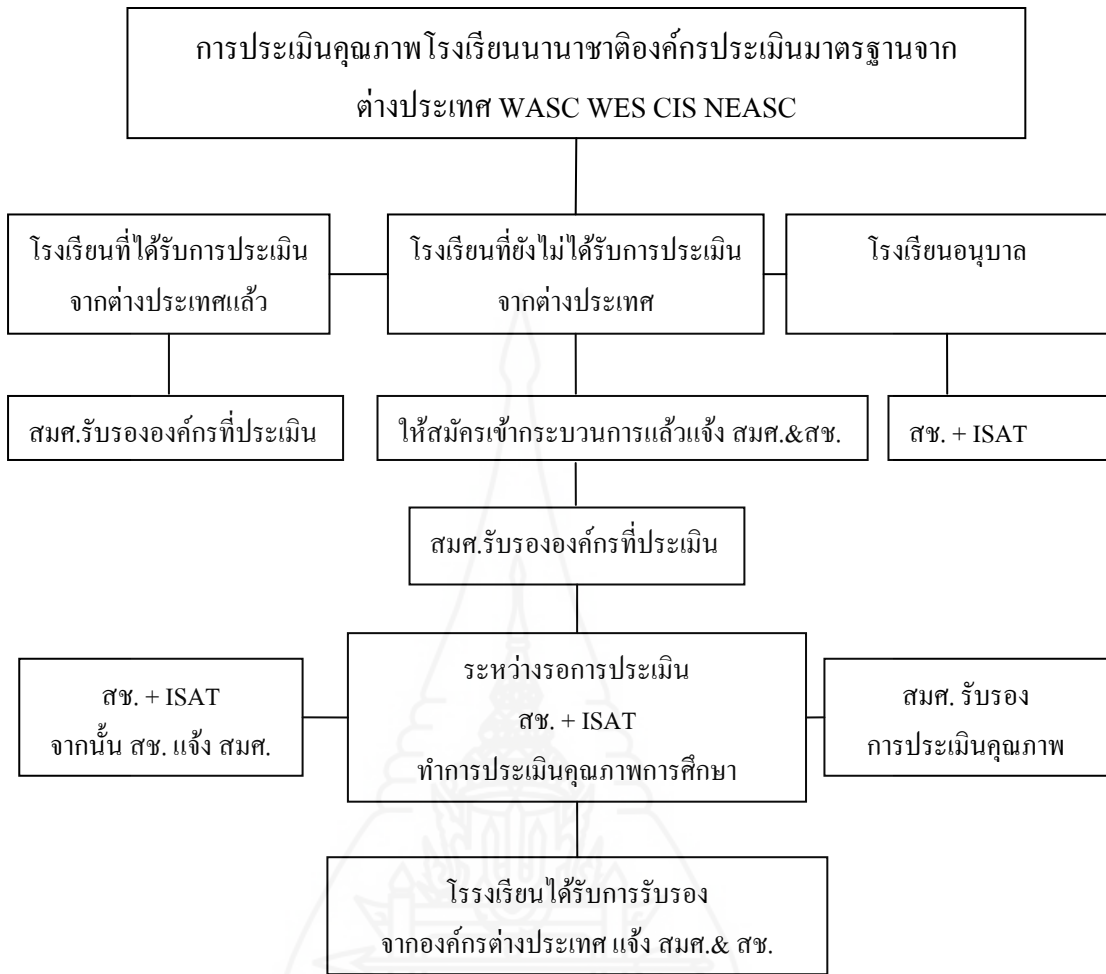 การประเมินคุณภาพโรงเรียนนานาชาติองค์กรประเมินมาตรฐานจาก
ต่างประเทศ WASC WES CIS NEASC
โรงเรียนที่ได้รับการประเมิน
จากต่างประเทศแล้ว
โรงเรียนที่ยังไม่ได้รับการประเมิน
จากต่างประเทศ
โรงเรียนอนุบาล
สมศ.รับรององค์กรที่ประเมิน
ให้สมัครเข้ากระบวนการแล้วแจ้ง สมศ.&สช.
สช. + ISAT
สมศ.รับรององค์กรที่ประเมิน
สช. + ISAT
จากนั้น สช. แจ้ง สมศ.
ระหว่างรอการประเมิน
สช. + ISAT
ทำการประเมินคุณภาพการศึกษา
สมศ. รับรอง
การประเมินคุณภาพ
โรรงเรียนได้รับการรับรอง
จากองค์กรต่างประเทศ แจ้ง สมศ.& สช.